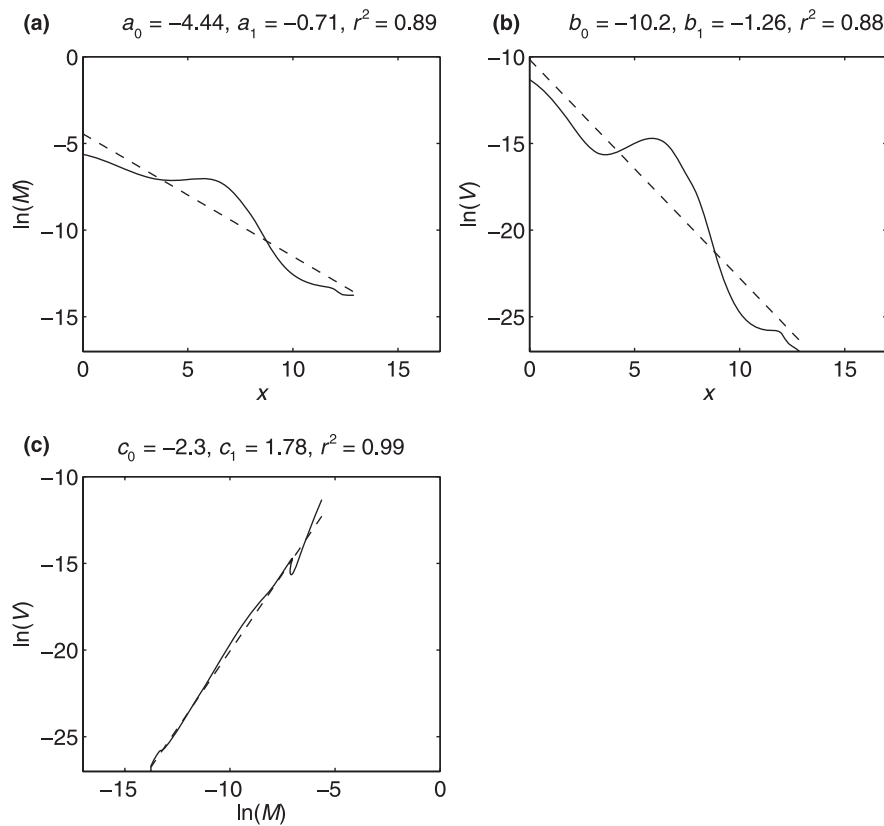 (a) a₀ = −4.44, a₁ = −0.71, r² = 0.89
0
−5
−10
−15
ln(M)
0 5 10 15
x
(b) b₀ = −10.2, b₁ = −1.26, r² = 0.88
−10
−15
−20
−25
ln(V)
0 5 10 15
x
(c) c₀ = −2.3, c₁ = 1.78, r² = 0.99
−10
−15
−20
−25
ln(V)
−15 −10 −5 0
ln(M)